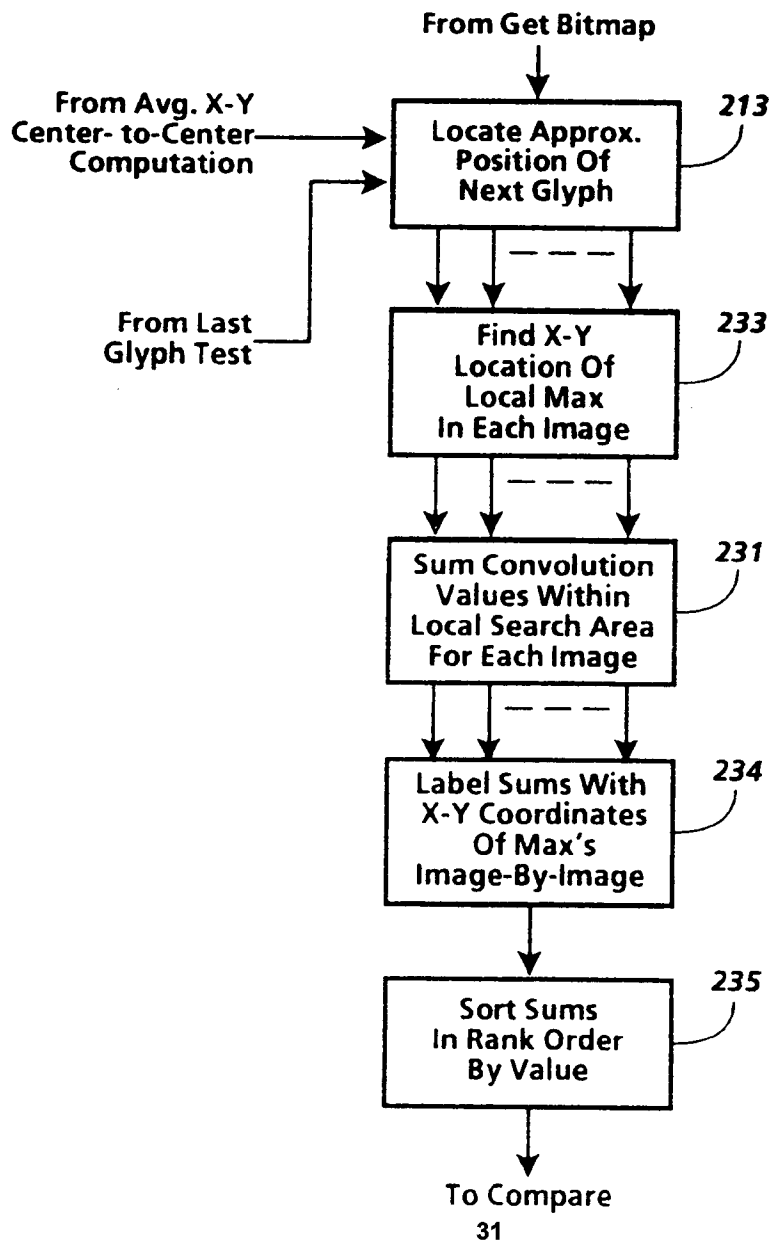 From Get Bitmap
From Avg. X-Y
Center- to-Center
Computation
213
Locate Approx.
Position Of
Next Glyph
From Last
Glyph Test
233
Find X-Y
Location Of
Local Max
In Each Image
231
Sum Convolution
Values Within
Local Search Area
For Each Image
234
Label Sums With
X-Y Coordinates
Of Max's
Image-By-Image
235
Sort Sums
In Rank Order
By Value
To Compare
31